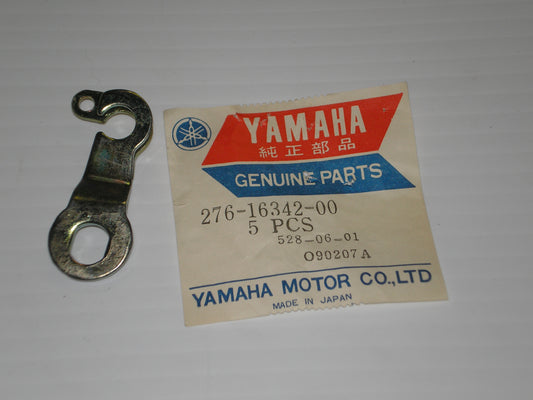 YAMAHA
純正部品
GENUINE PARTS
276-16342-00
5 PCS
528-06-01
O90207A
YAMAHA MOTOR CO.,LTD
MADE IN JAPAN